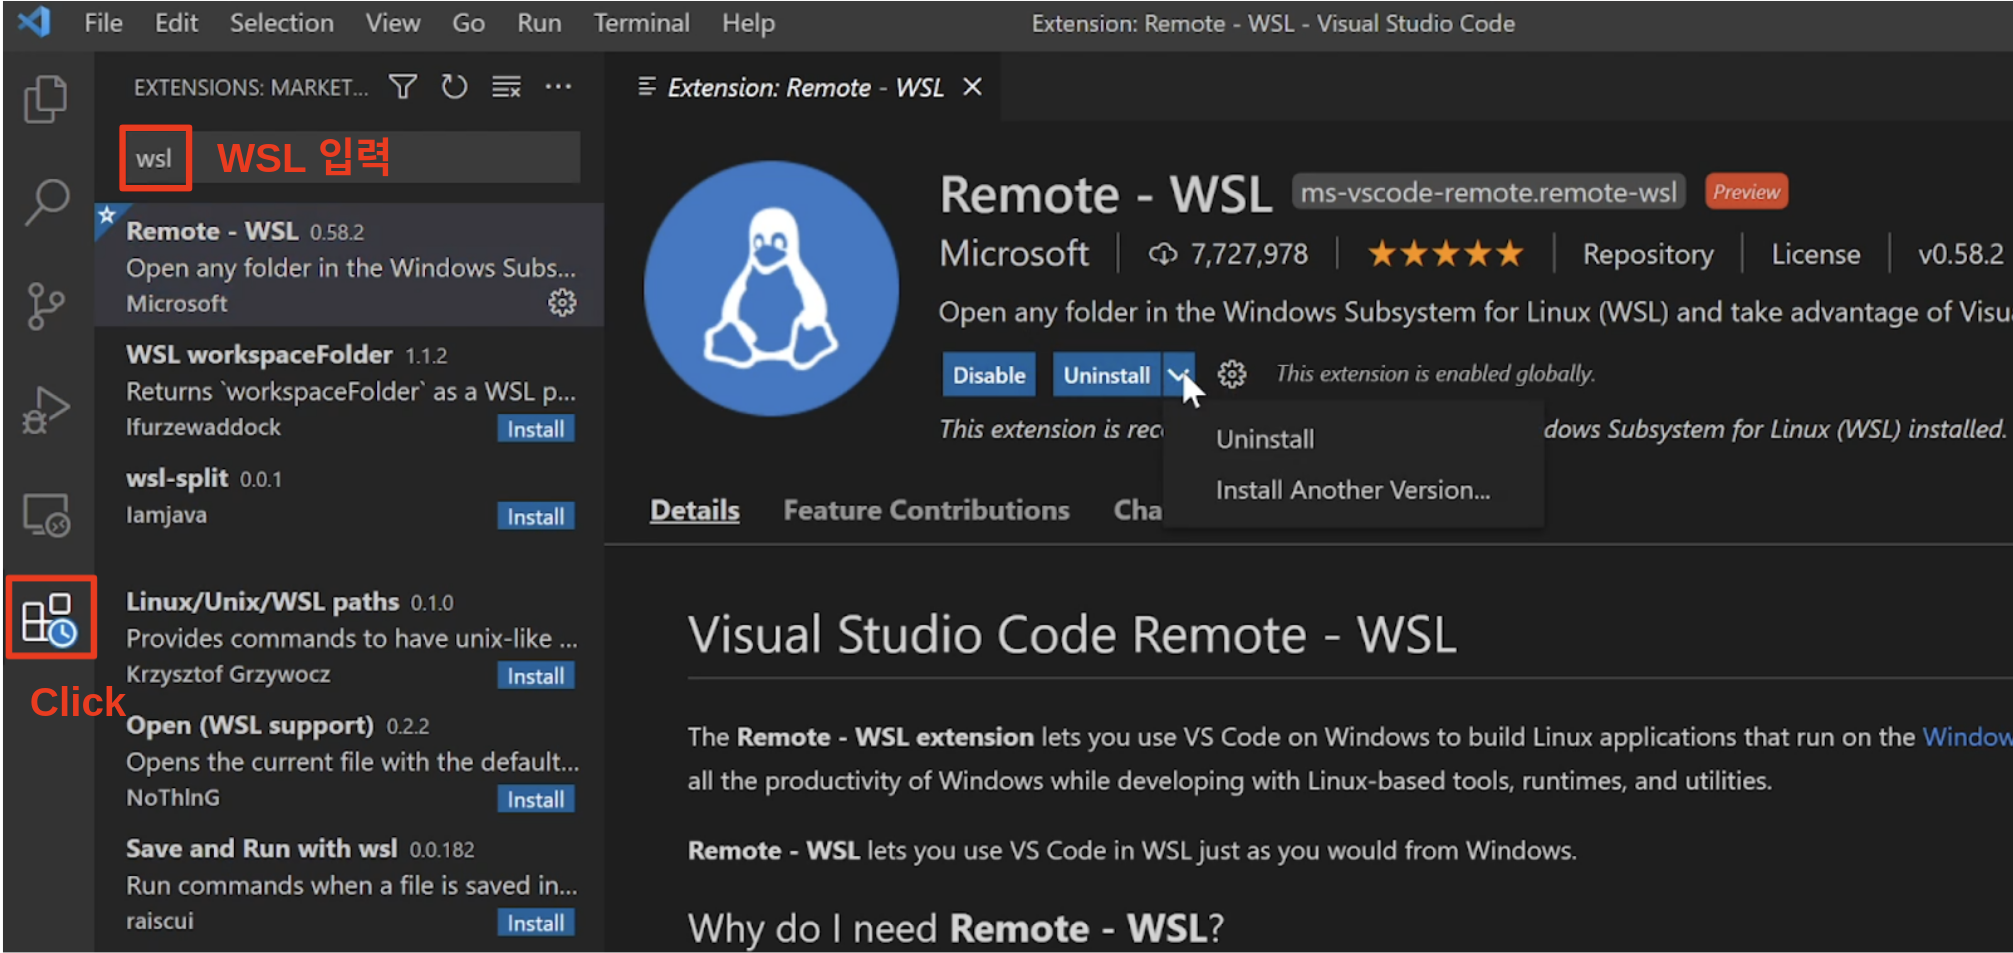 File Edit Selection View Go Run Terminal Help
Extension: Remote - WSL - Visual Studio Code
EXTENSIONS: MARKET...
wsl
WSL 입력
Remote - WSL 0.58.2
Open any folder in the Windows Subs...
Microsoft
WSL workspaceFolder 1.1.2
Returns `workspaceFolder` as a WSL p...
lfurzewaddock
Install
wsl-split 0.0.1
Iamjava
Install
Linux/Unix/WSL paths 0.1.0
Provides commands to have unix-like ...
Krzysztof Grzywocz
Install
Click
Open (WSL support) 0.2.2
Opens the current file with the default...
NoThInG
Install
Save and Run with wsl 0.0.182
Run commands when a file is saved in...
raiscui
Install
Extension: Remote - WSL
Remote - WSL ms-vscode-remote.remote-wsl Preview
Microsoft 7,727,978 Repository License v0.58.2
Open any folder in the Windows Subsystem for Linux (WSL) and take advantage of Visu
Disable Uninstall This extension is enabled globally.
This extension is rec dows Subsystem for Linux (WSL) installed.
Uninstall
Install Another Version...
Details Feature Contributions Cha
Visual Studio Code Remote - WSL
The Remote - WSL extension lets you use VS Code on Windows to build Linux applications that run on the Window
all the productivity of Windows while developing with Linux-based tools, runtimes, and utilities.
Remote - WSL lets you use VS Code in WSL just as you would from Windows.
Why do I need Remote - WSL?